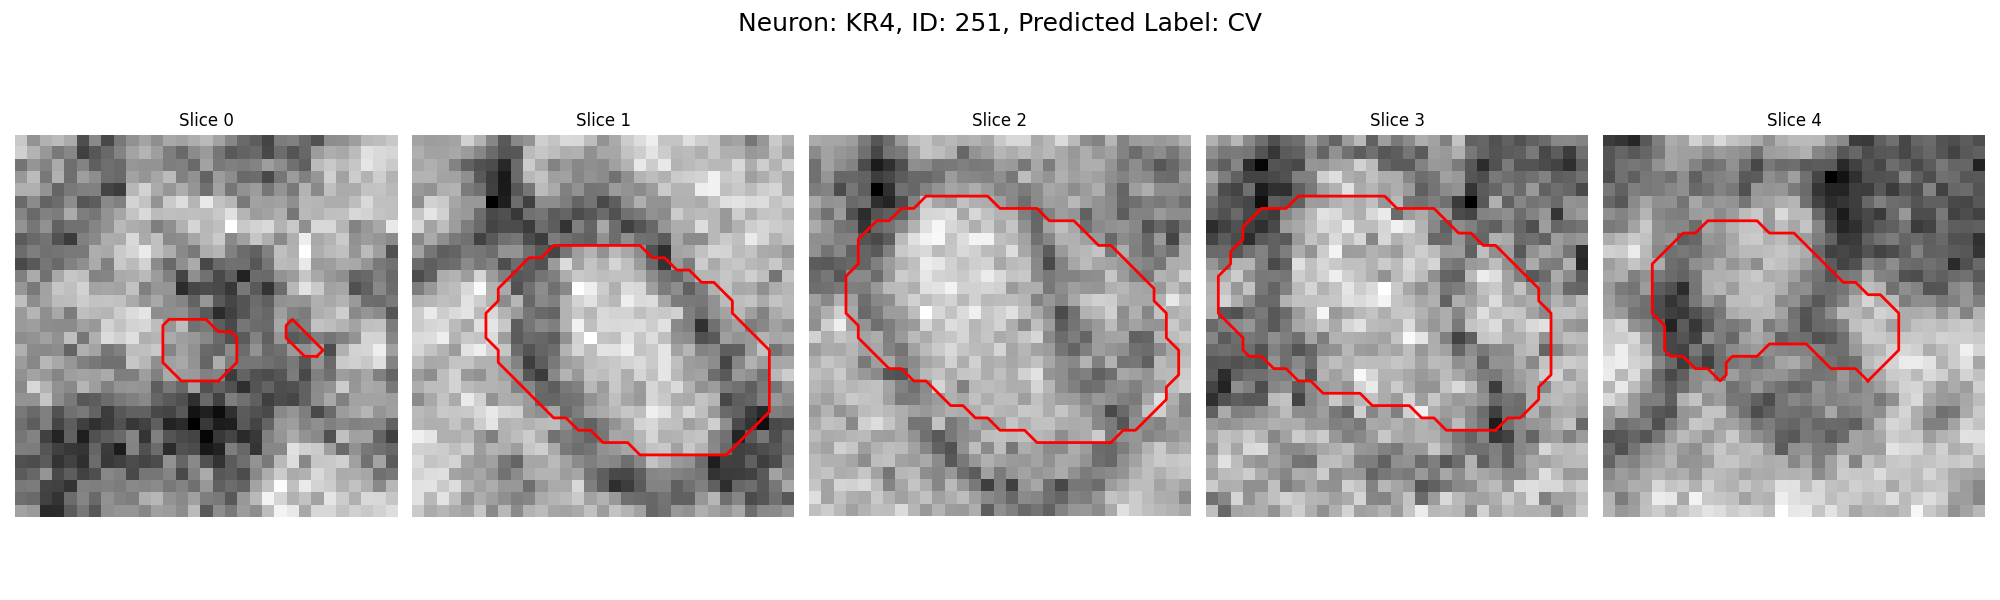 Neuron: KR4, ID: 251, Predicted Label: CV
Slice 0
Slice 1
Slice 2
Slice 3
Slice 4